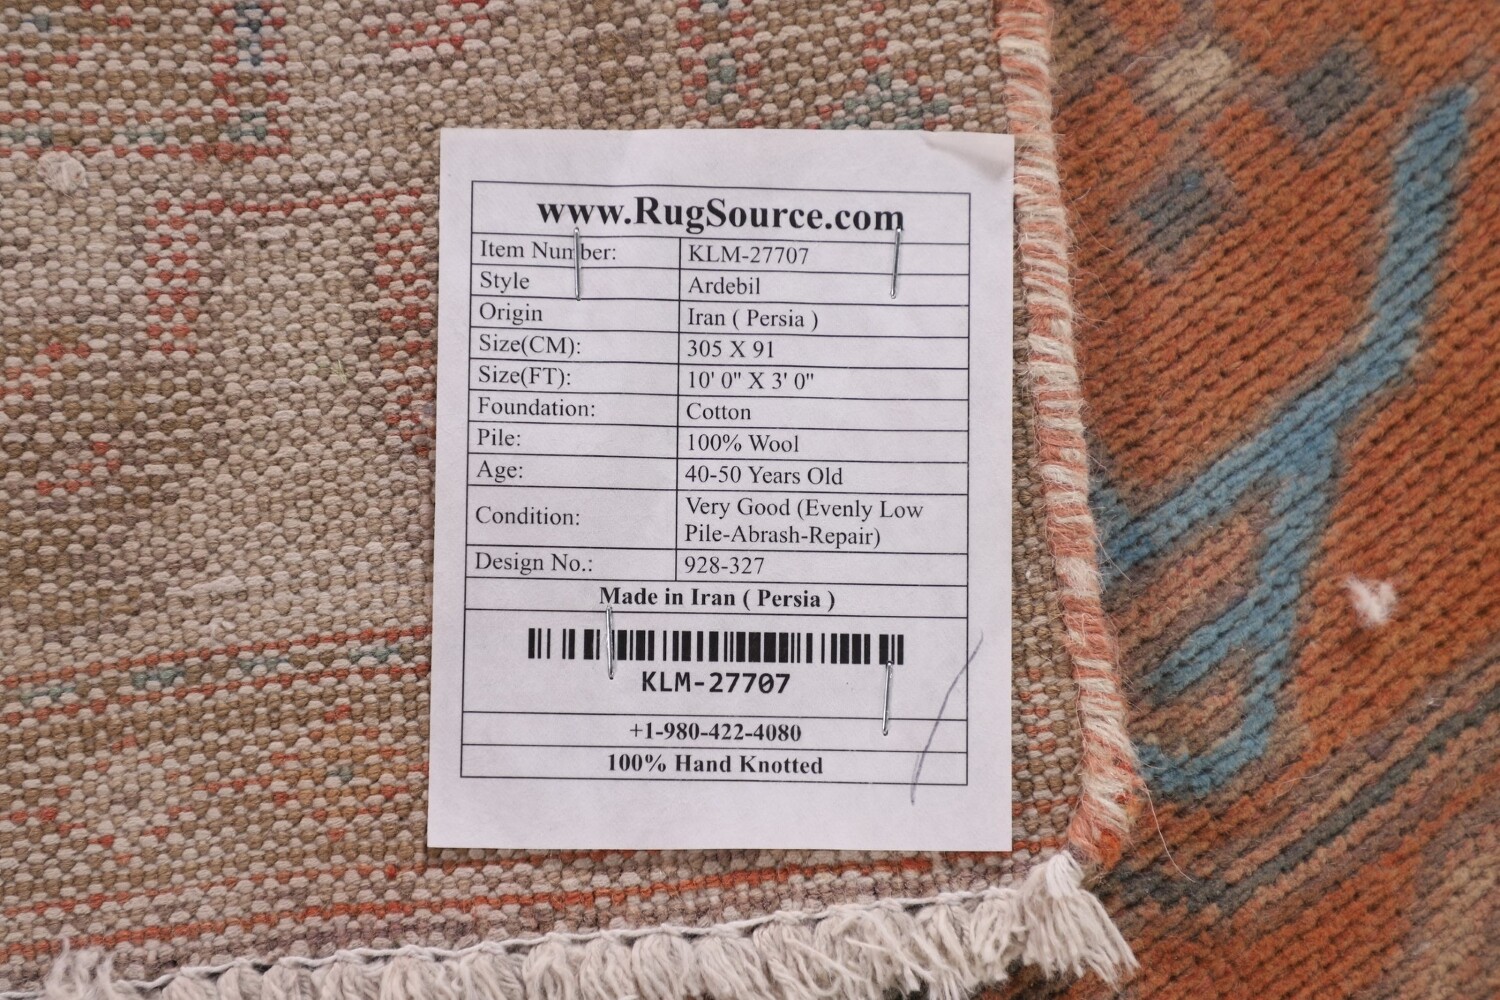 www.RugSource.com
Item Number: KLM-27707
Style Ardebil
Origin Iran ( Persia )
Size(CM): 305 X 91
Size(FT): 10' 0" X 3' 0"
Foundation: Cotton
Pile: 100% Wool
Age: 40-50 Years Old
Condition: Very Good (Evenly Low
Pile-Abrash-Repair)
Design No.: 928-327
Made in Iran ( Persia )
KLM-27707
+1-980-422-4080
100% Hand Knotted